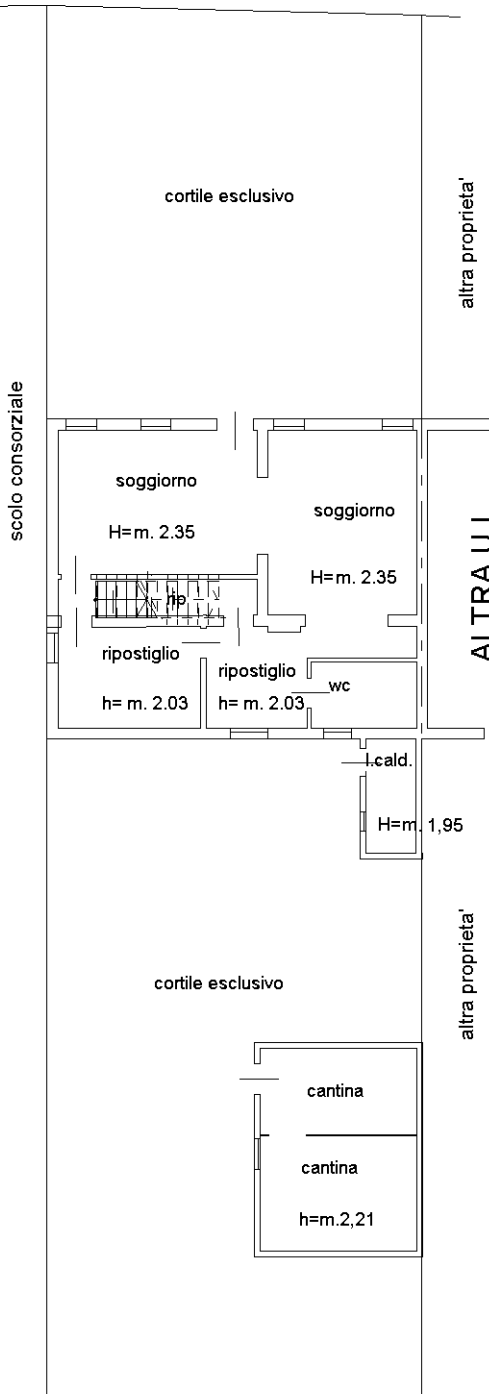 cortile esclusivo
altra proprieta'
scolo consorziale
soggiorno
H=m. 2.35
soggiorno
H=m. 2.35
ALTRA U.I.
rip
ripostiglio
h= m. 2.03
ripostiglio
h= m. 2.03
wc
l.cald.
H=m. 1,95
altra proprieta'
cortile esclusivo
cantina
cantina
h=m.2,21